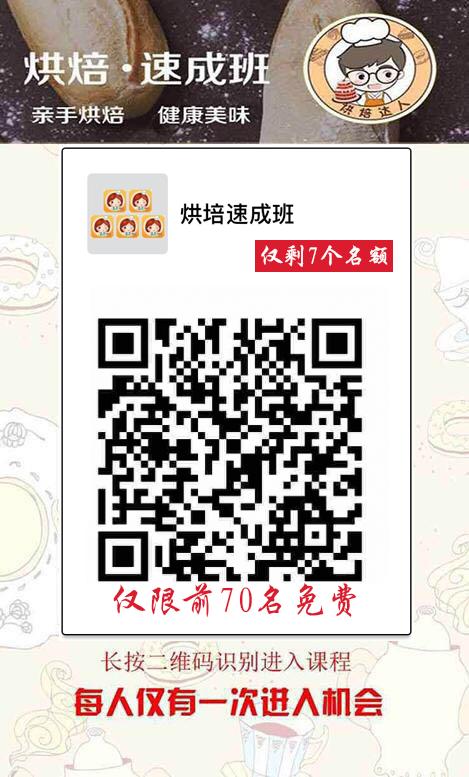 烘焙·速成班
亲手烘焙 健康美味
烘焙达人
烘培速成班
仅剩7个名额
仅限前70名免费
长按二维码识别进入课程
每人仅有一次进入机会